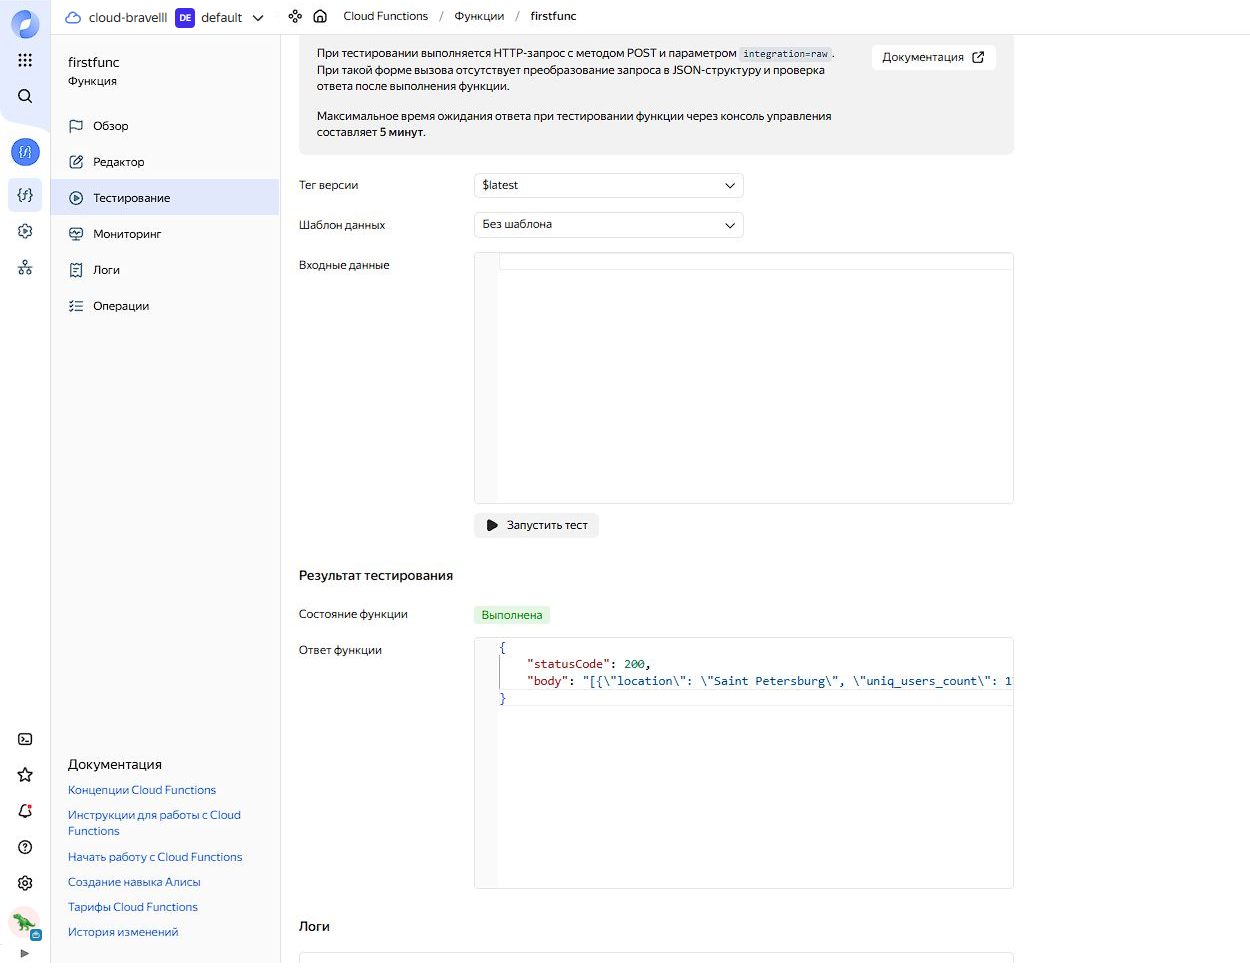 cloud-bravelll DE default
Cloud Functions / Функции / firstfunc
firstfunc
Функция
Обзор
Редактор
Тестирование
Мониторинг
Логи
Операции
Документация
Концепции Cloud Functions
Инструкции для работы с Cloud
Functions
Начать работу с Cloud Functions
Создание навыка Алисы
Тарифы Cloud Functions
История изменений
При тестировании выполняется HTTP-запрос с методом POST и параметром integration=raw.
При такой форме вызова отсутствует преобразование запроса в JSON-структуру и проверка
ответа после выполнения функции.
Максимальное время ожидания ответа при тестировании функции через консоль управления
составляет 5 минут.
Документация
Тег версии
$latest
Шаблон данных
Без шаблона
Входные данные
Запустить тест
Результат тестирования
Состояние функции
Выполнена
Ответ функции
{
"statusCode": 200,
"body": "[{\"location\": \"Saint Petersburg\", \"uniq_users_count\": 1
}
Логи